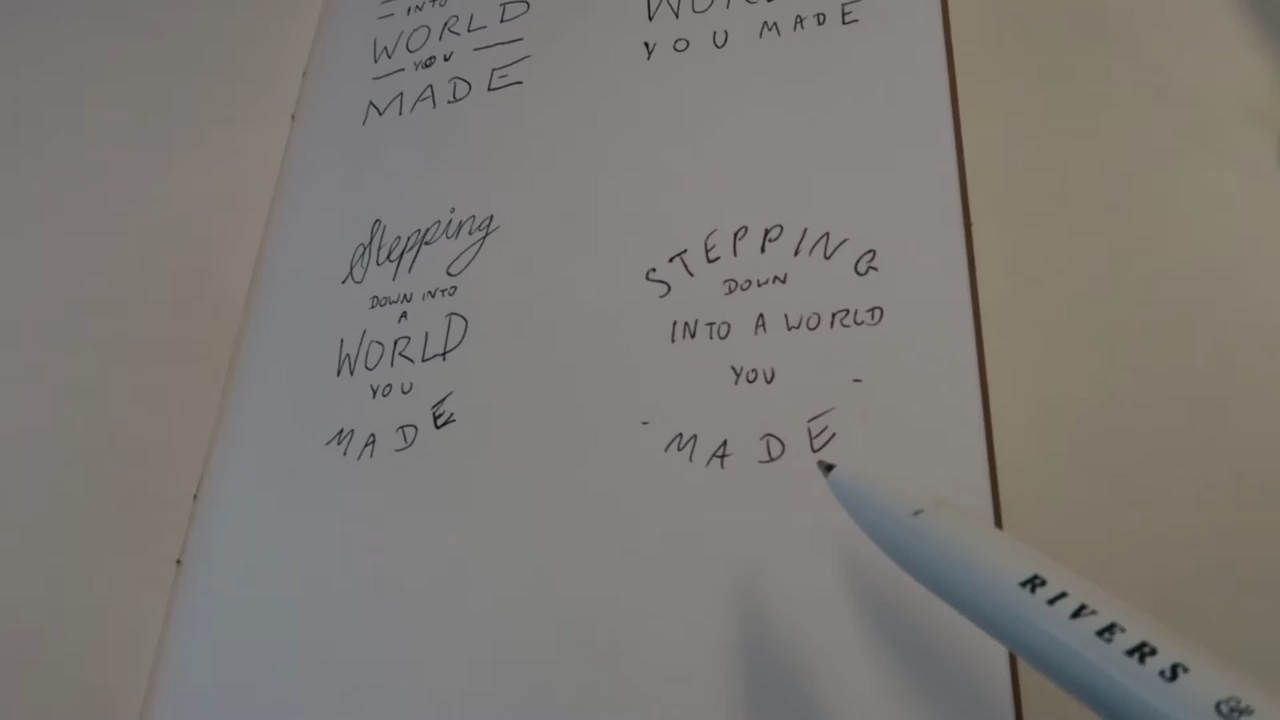 INTO
WORLD
YOU
MADE
YOU MADE
Stepping
DOWN INTO
A
WORLD
YOU
MADE
STEPPING
DOWN
INTO A WORLD
YOU
MADE
RIVERS &